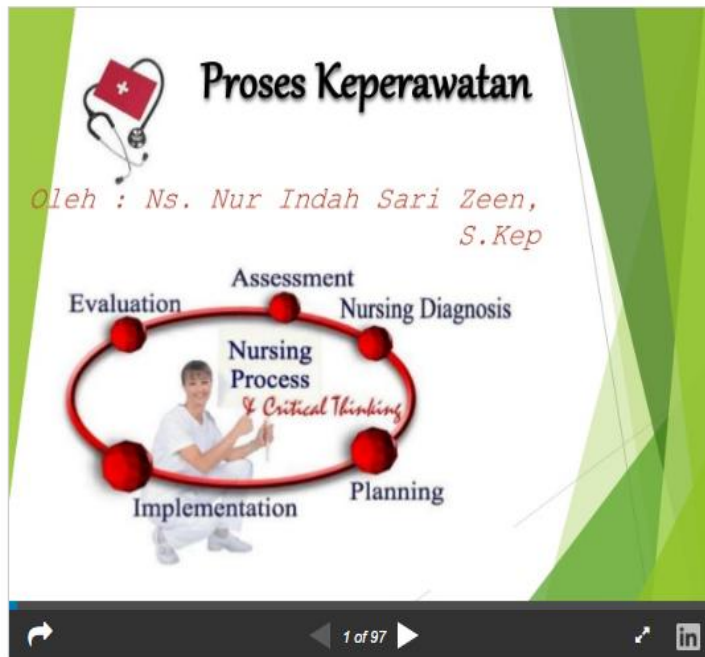 Proses Keperawatan
Oleh : Ns. Nur Indah Sari Zeen,
S.Kep
Assessment
Evaluation
Nursing Diagnosis
Nursing
Process
& Critical Thinking
Planning
Implementation
1 of 97
in